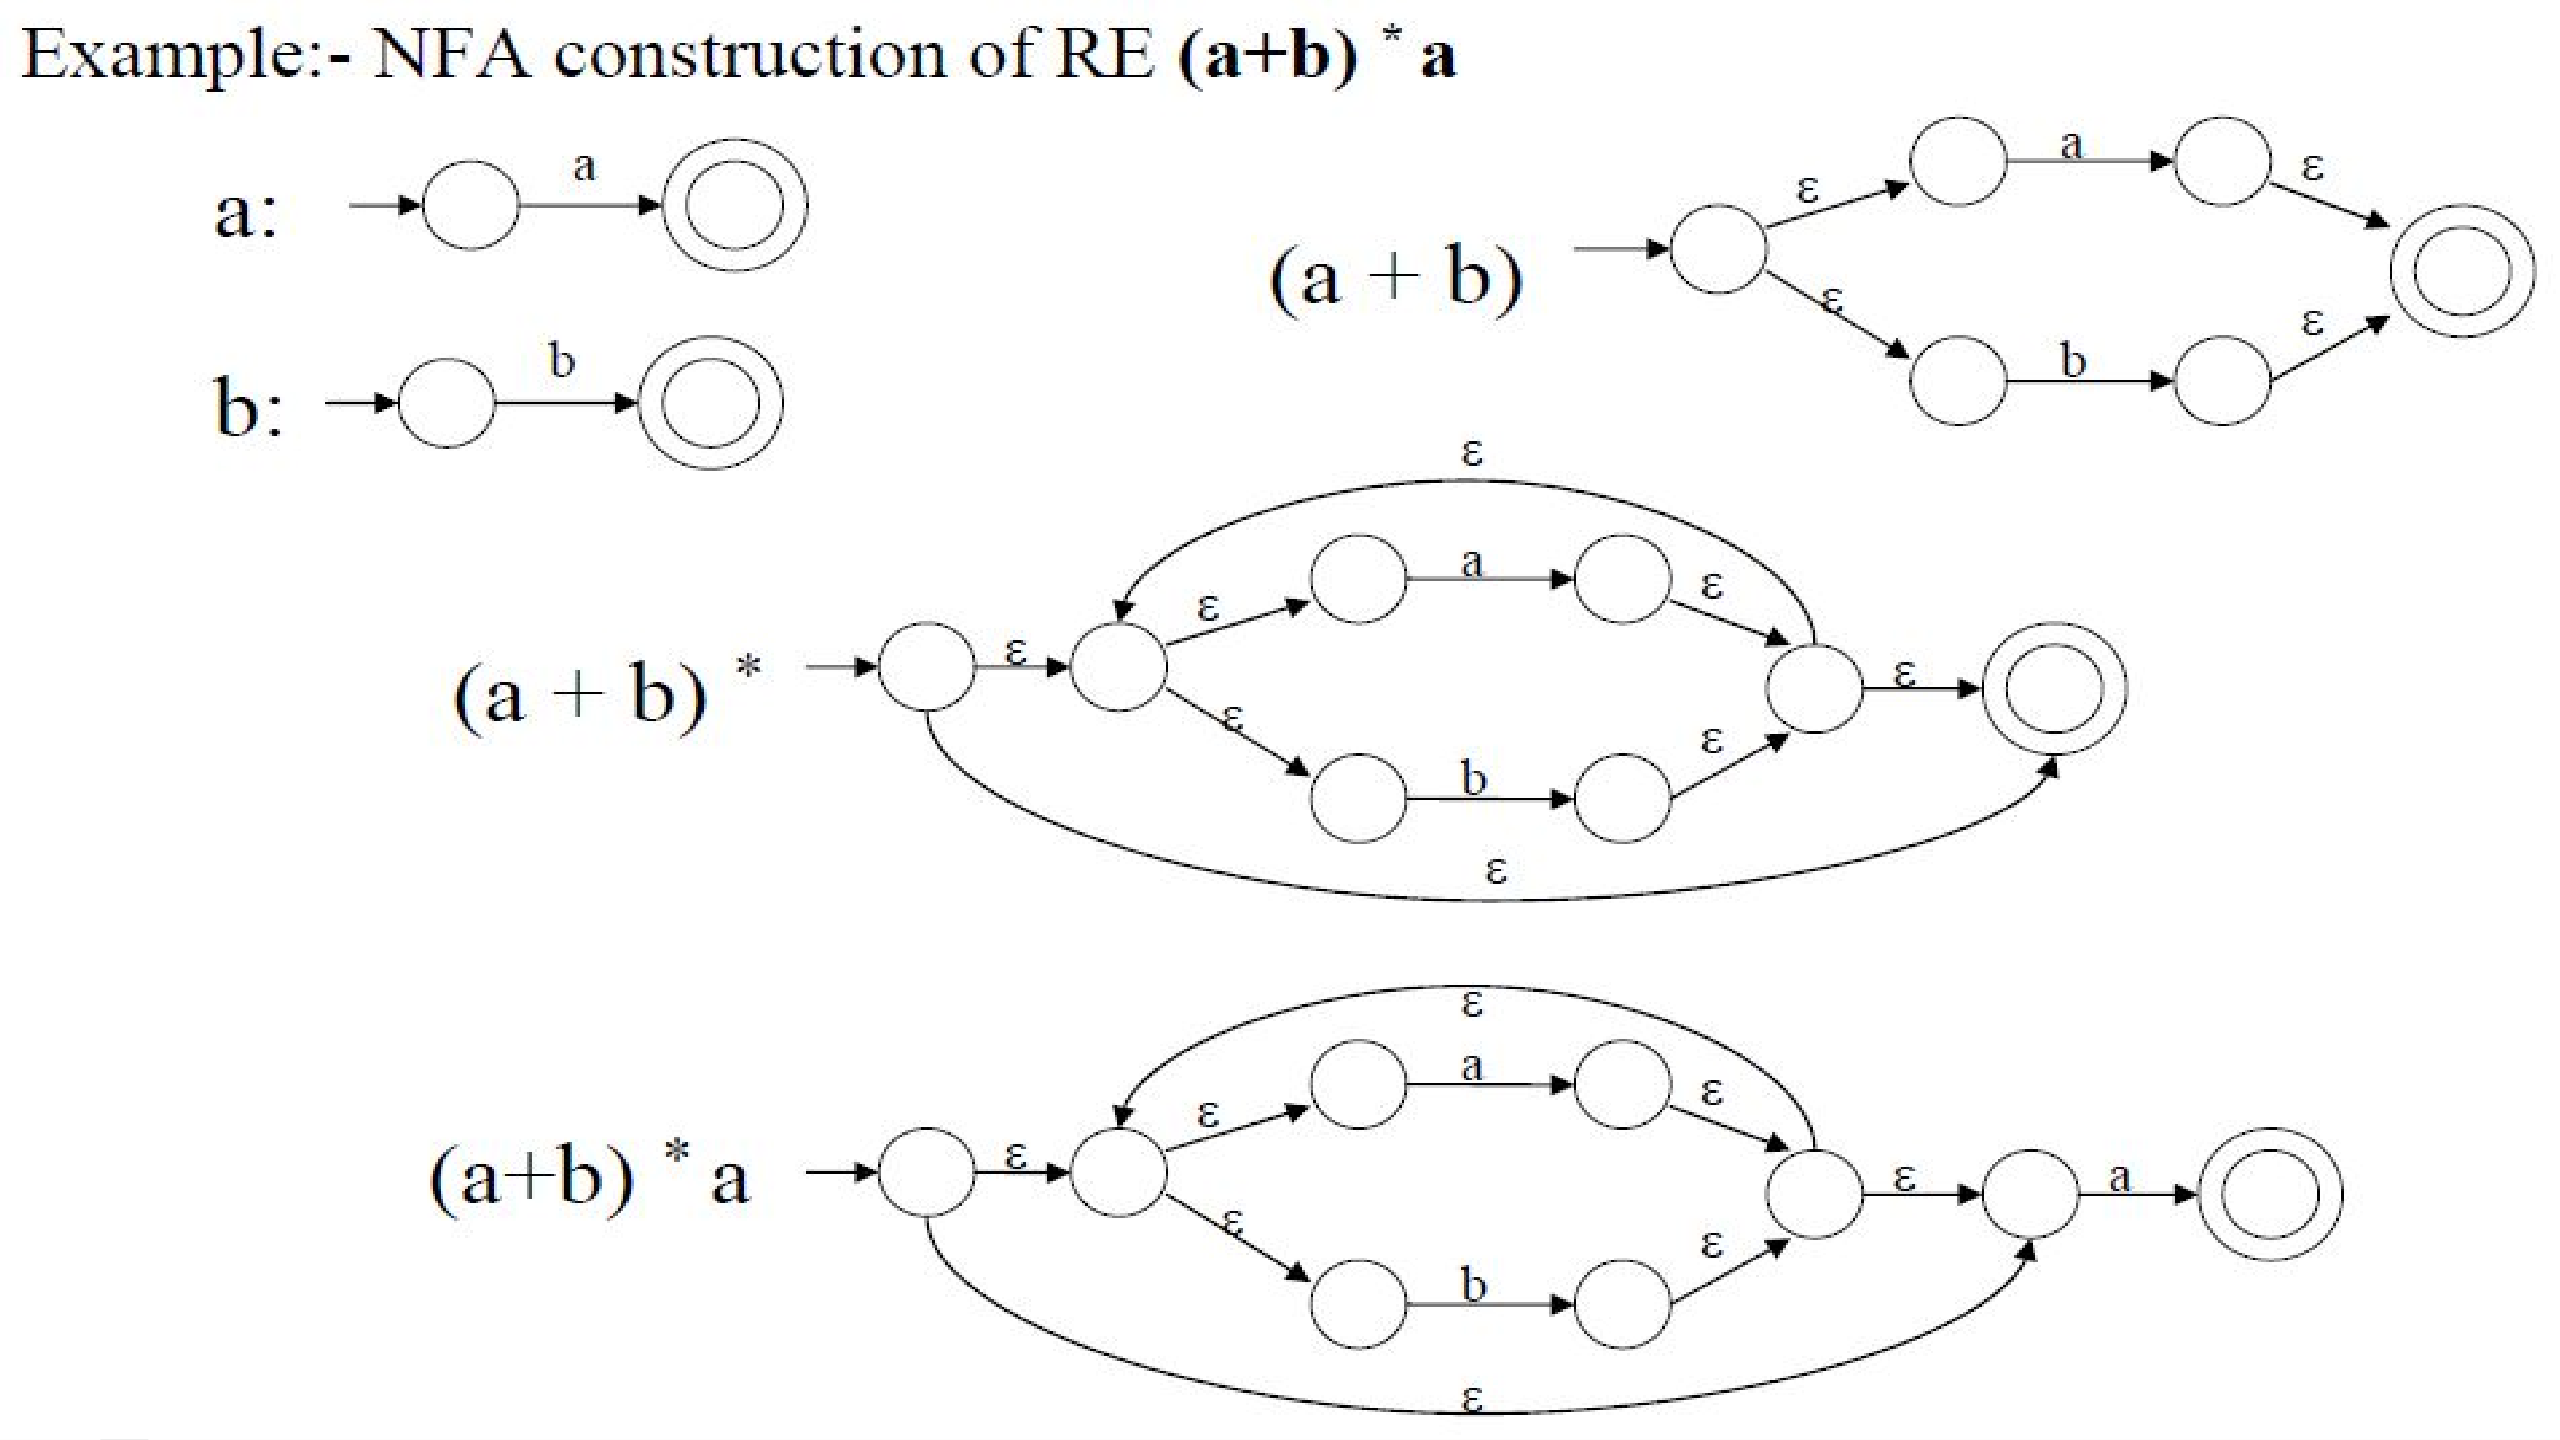 Example:- NFA construction of RE (a+b) * a
a:
a
b:
b
(a + b)
ε
a
ε
ε
b
ε
(a + b) *
ε
ε
ε
a
ε
ε
ε
b
ε
ε
(a+b) * a
ε
ε
ε
a
ε
ε
a
ε
b
ε
ε